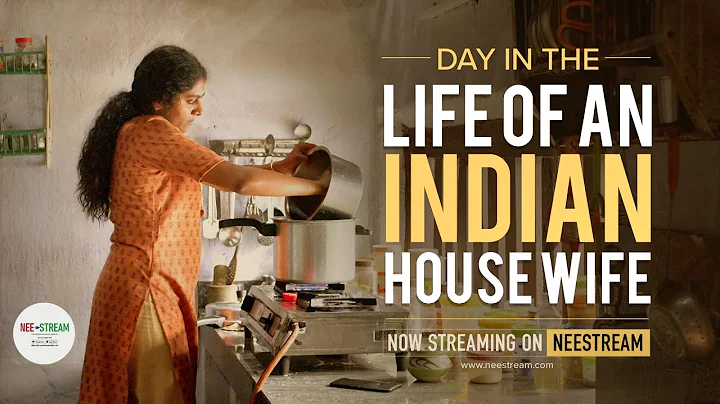 DAY IN THE
LIFE OF AN
INDIAN
HOUSE WIFE
NOW STREAMING ON NEESTREAM
www.neestream.com
NEE STREAM